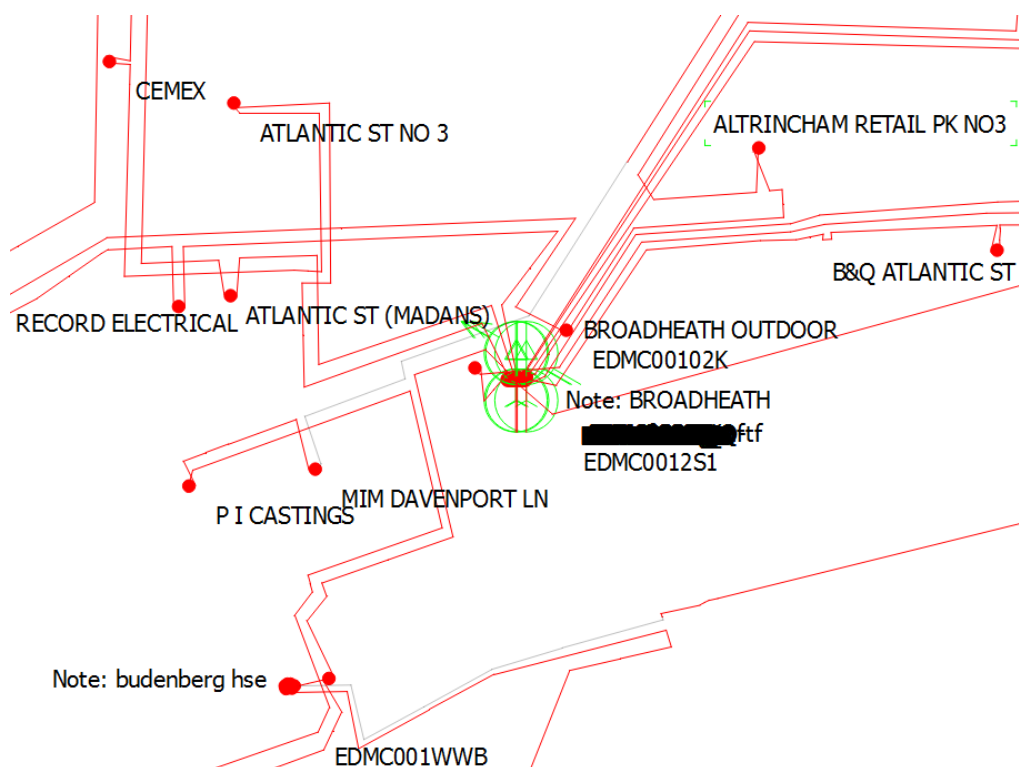 CEMEX
ATLANTIC ST NO 3
ALTRINCHAM RETAIL PK NO3
B&Q ATLANTIC ST
RECORD ELECTRICAL
ATLANTIC ST (MADANS)
BROADHEATH OUTDOOR
EDMC00102K
Note: BROADHEATH
ftf
EDMC0012S1
MIM DAVENPORT LN
P I CASTINGS
Note: budenberg hse
EDMC001WWB